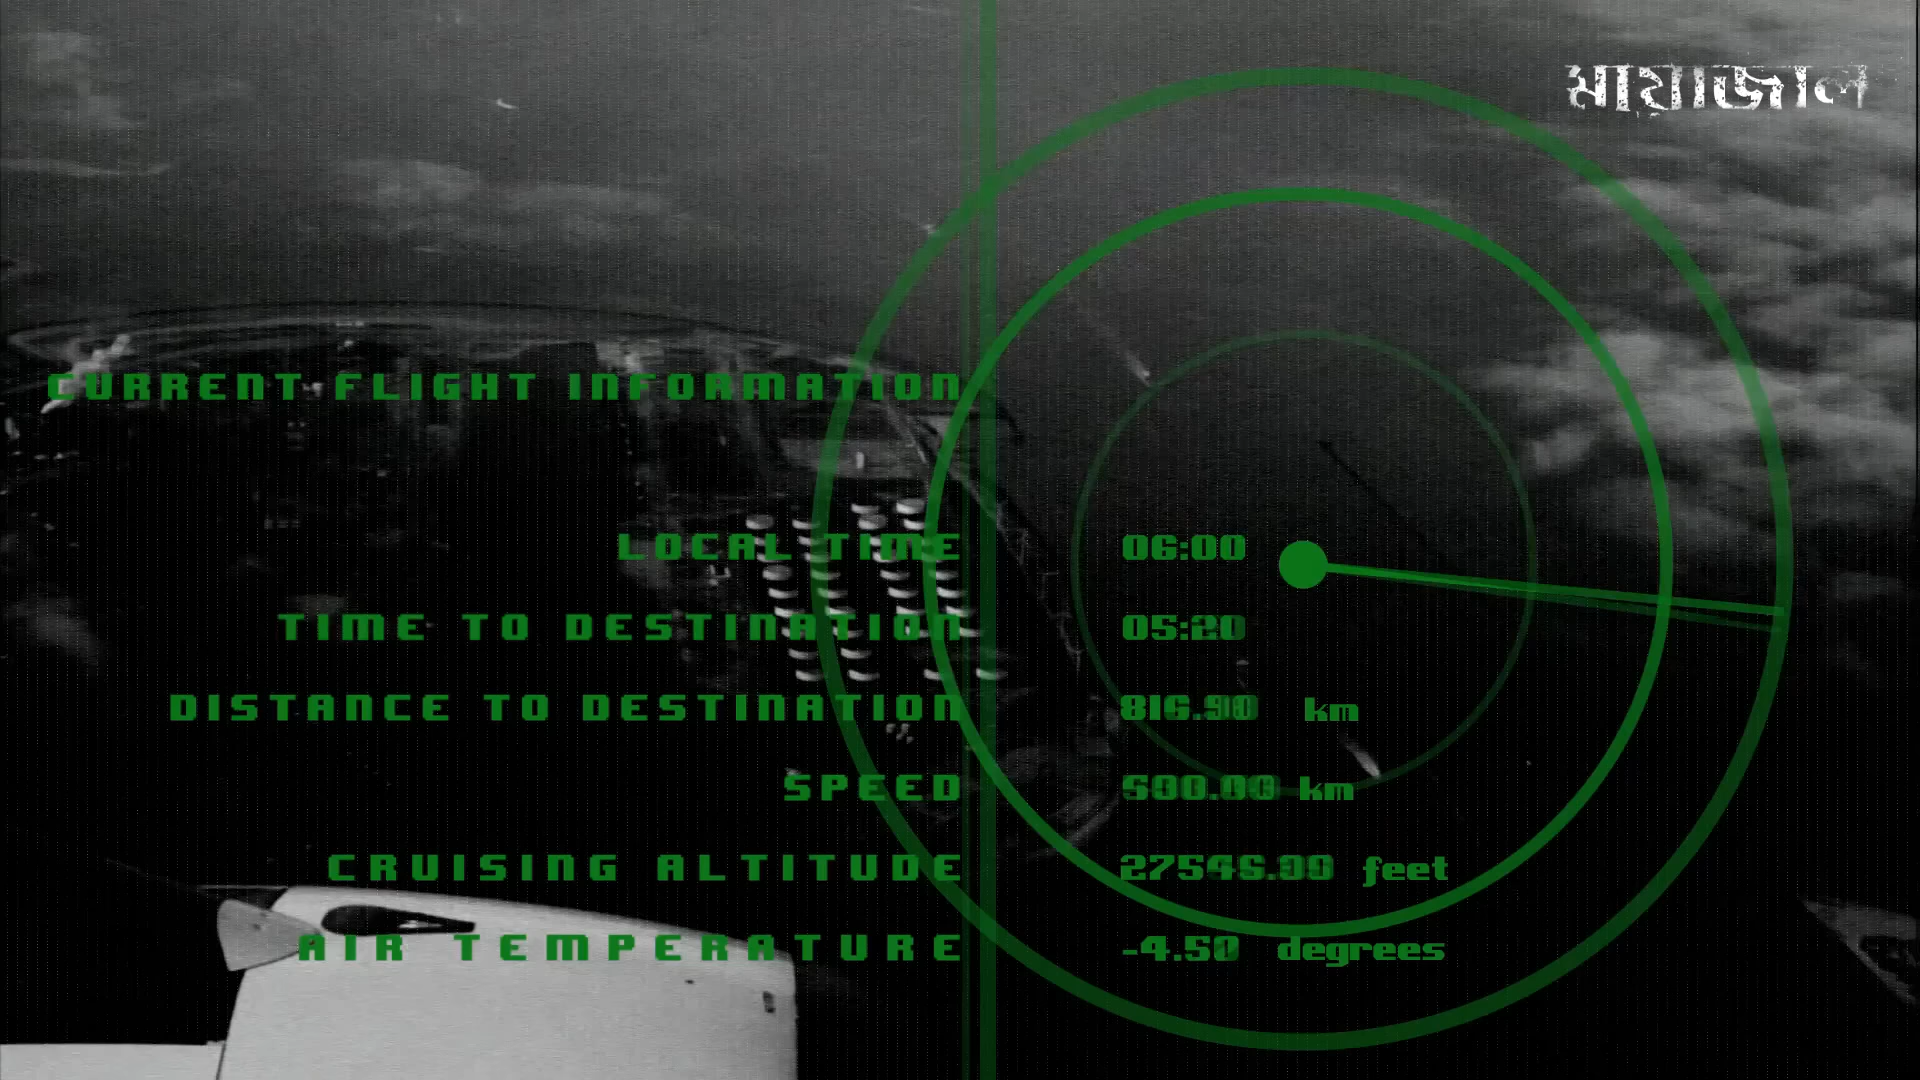 মায়াজাল
CURRENT FLIGHT INFORMATION
LOCAL TIME 06:00
TIME TO DESTINATION 05:20
DISTANCE TO DESTINATION km
SPEED km
CRUISING ALTITUDE feet
AIR TEMPERATURE -4.50 degrees